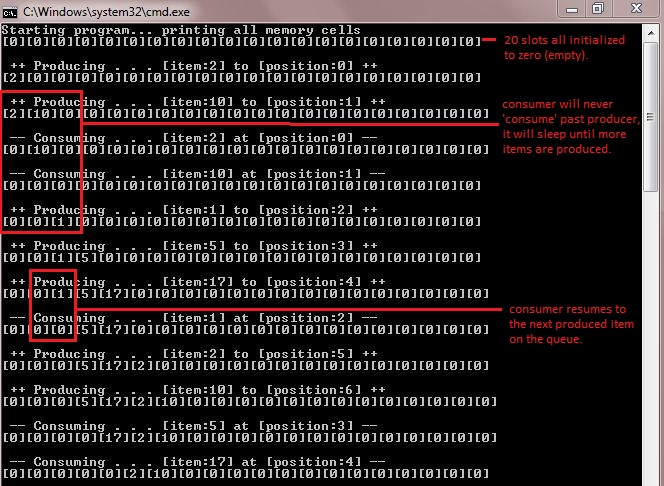 C:\Windows\system32\cmd.exe
Starting program... printing all memory cells
[0][0][0][0][0][0][0][0][0][0][0][0][0][0][0][0][0][0][0][0]
20 slots all initialized
to zero (empty).
++ Producing . . . [item:2] to [position:0] ++
[2][0][0][0][0][0][0][0][0][0][0][0][0][0][0][0][0][0][0][0]
++ Producing . . . [item:10] to [position:1] ++
[2][10][0][0][0][0][0][0][0][0][0][0][0][0][0][0][0][0][0][0]
consumer will never
'consume' past producer,
it will sleep until more
items are produced.
-- Consuming . . . [item:2] at [position:0] --
[0][10][0][0][0][0][0][0][0][0][0][0][0][0][0][0][0][0][0][0]
-- Consuming . . . [item:10] at [position:1] --
[0][0][0][0][0][0][0][0][0][0][0][0][0][0][0][0][0][0][0][0]
++ Producing . . . [item:1] to [position:2] ++
[0][0][1][0][0][0][0][0][0][0][0][0][0][0][0][0][0][0][0][0]
++ Producing . . . [item:5] to [position:3] ++
[0][0][1][5][0][0][0][0][0][0][0][0][0][0][0][0][0][0][0][0]
++ Producing . . . [item:17] to [position:4] ++
[0][0][1][5][17][0][0][0][0][0][0][0][0][0][0][0][0][0][0][0]
-- Consuming . . . [item:1] at [position:2] --
[0][0][0][5][17][0][0][0][0][0][0][0][0][0][0][0][0][0][0][0]
consumer resumes to
the next produced item
on the queue.
++ Producing . . . [item:2] to [position:5] ++
[0][0][0][5][17][2][0][0][0][0][0][0][0][0][0][0][0][0][0][0]
++ Producing . . . [item:10] to [position:6] ++
[0][0][0][5][17][2][10][0][0][0][0][0][0][0][0][0][0][0][0][0]
-- Consuming . . . [item:5] at [position:3] --
[0][0][0][0][17][2][10][0][0][0][0][0][0][0][0][0][0][0][0][0]
-- Consuming . . . [item:17] at [position:4] --
[0][0][0][0][0][2][10][0][0][0][0][0][0][0][0][0][0][0][0][0]